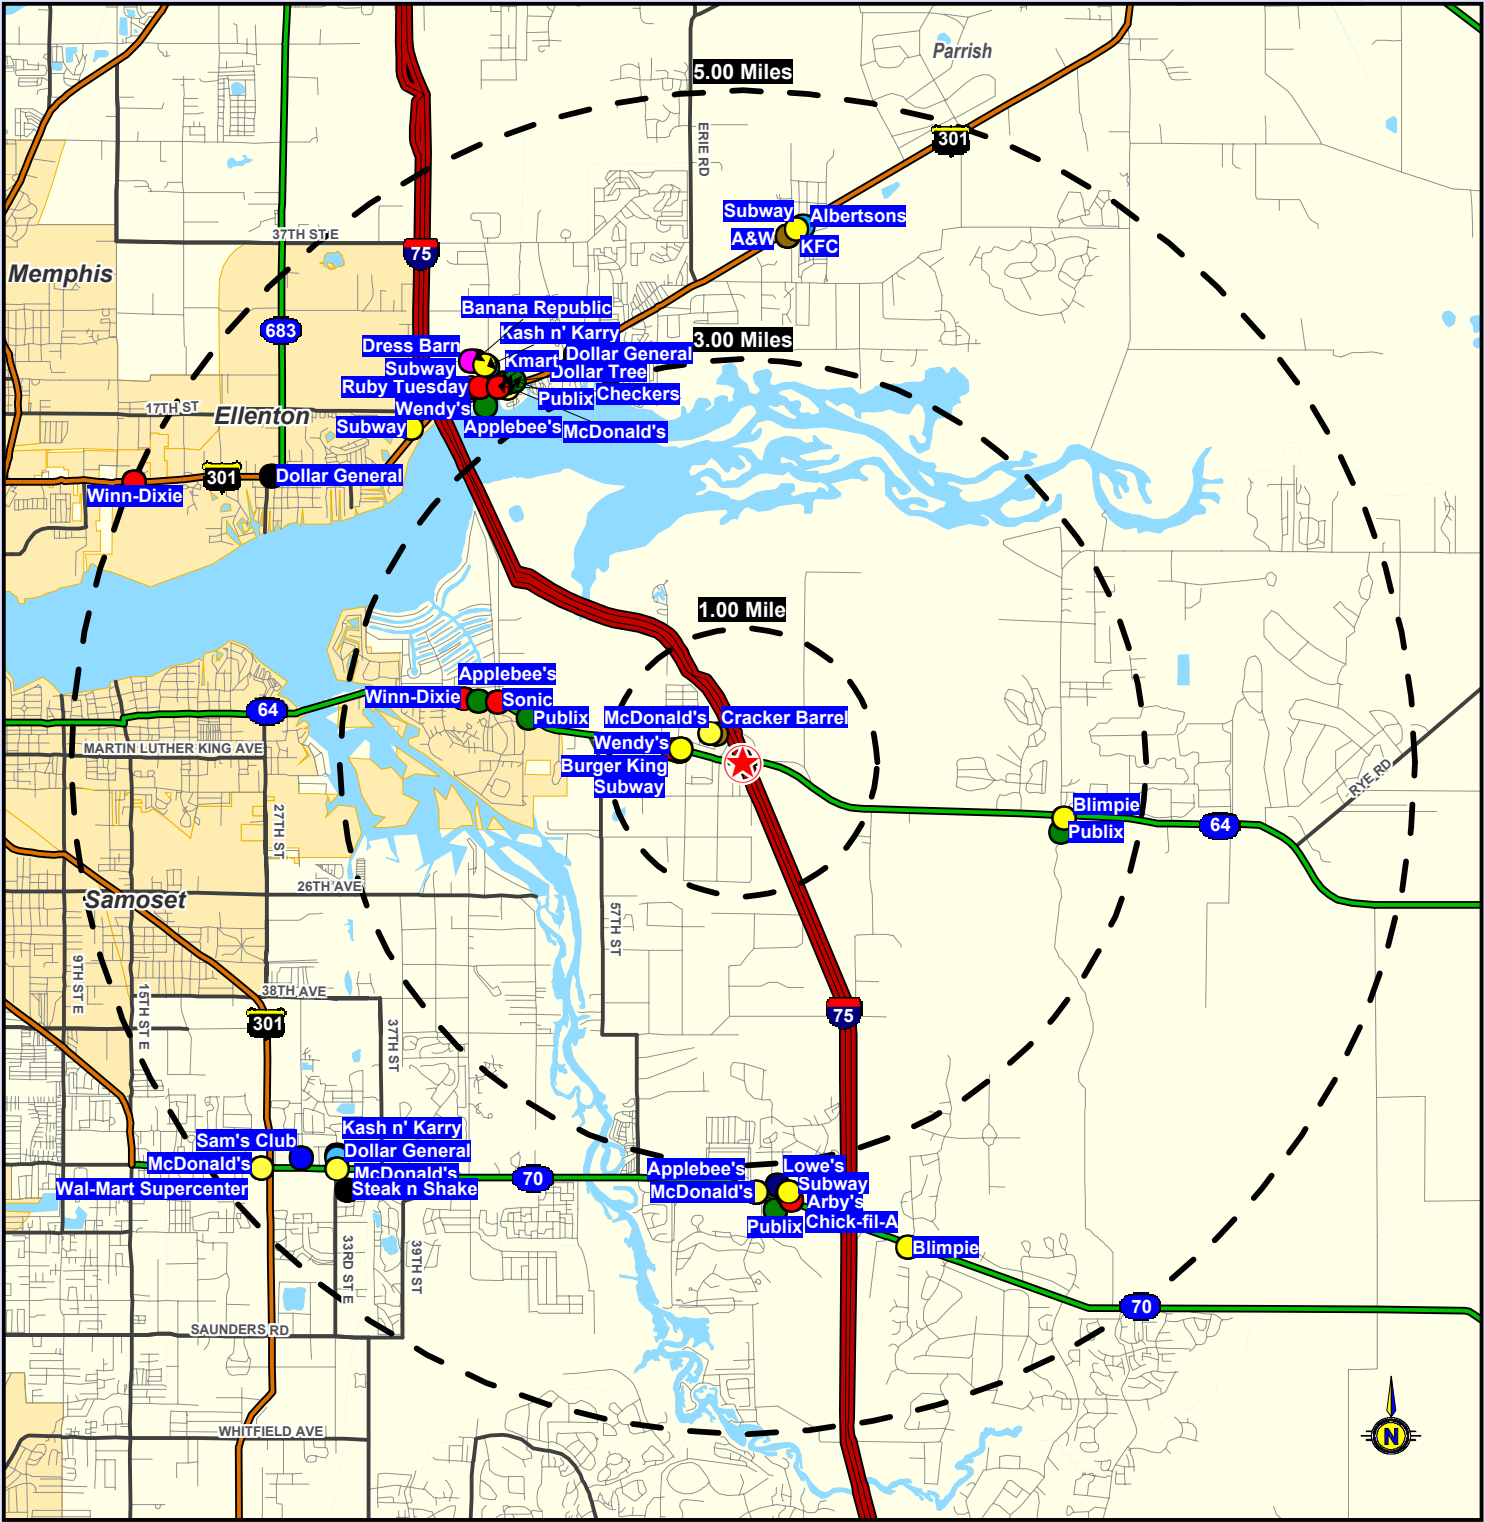 Parrish
5.00 Miles
301
ERIE RD
Subway
Albertsons
A&W
KFC
37TH ST E
75
Memphis
683
Banana Republic
Kash n' Karry
3.00 Miles
Dress Barn
Dollar General
Subway
Kmart
Dollar Tree
Ruby Tuesday
Checkers
Publix
Wendy's
17TH ST
Ellenton
Subway
Applebee's
McDonald's
301
Dollar General
Winn-Dixie
1.00 Mile
Applebee's
Winn-Dixie
Sonic
64
Publix
McDonald's
Cracker Barrel
MARTIN LUTHER KING AVE
Wendy's
Burger King
Subway
RYE RD
Blimpie
Publix
64
27TH ST
26TH AVE
Samoset
57TH ST
9TH ST E
15TH ST E
38TH AVE
301
75
37TH ST
Kash n' Karry
Sam's Club
Dollar General
McDonald's
McDonald's
Wal-Mart Supercenter
Steak n Shake
70
Applebee's
Lowe's
McDonald's
Subway
Arby's
Publix
Chick-fil-A
Blimpie
33RD ST E
39TH ST
70
SAUNDERS RD
WHITFIELD AVE
N